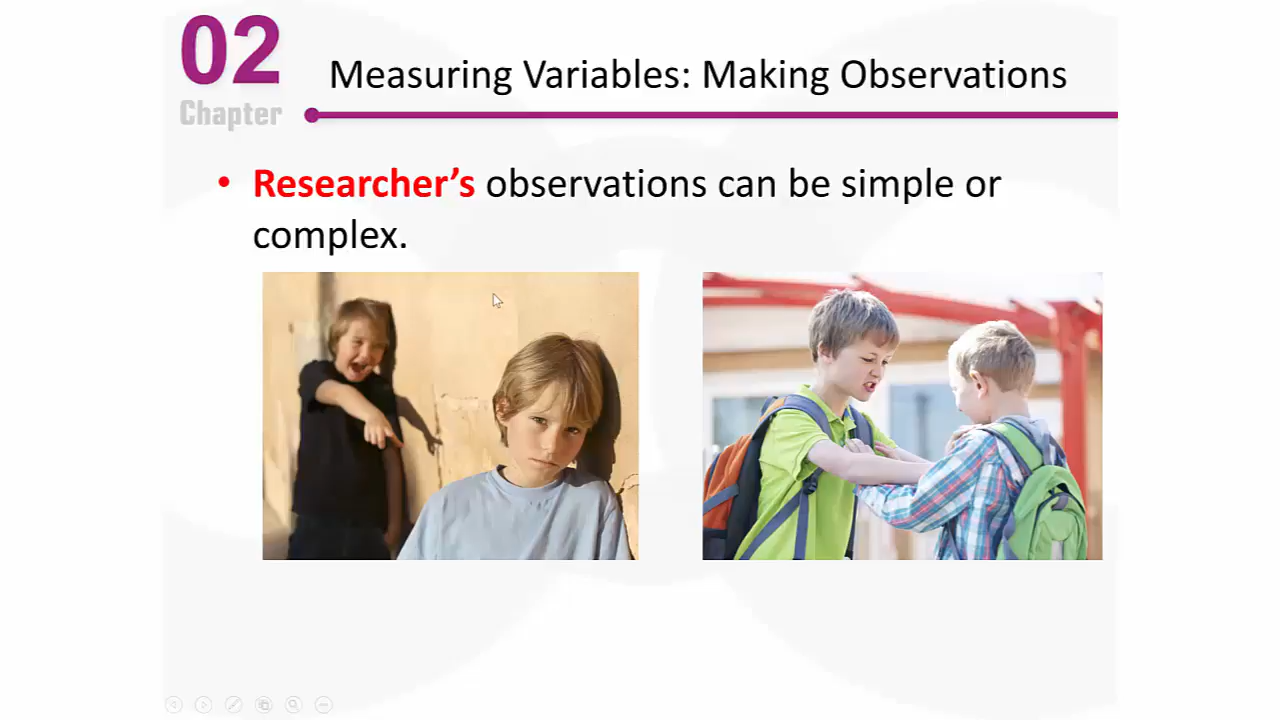 02
Chapter
Measuring Variables: Making Observations
• Researcher’s observations can be simple or
complex.